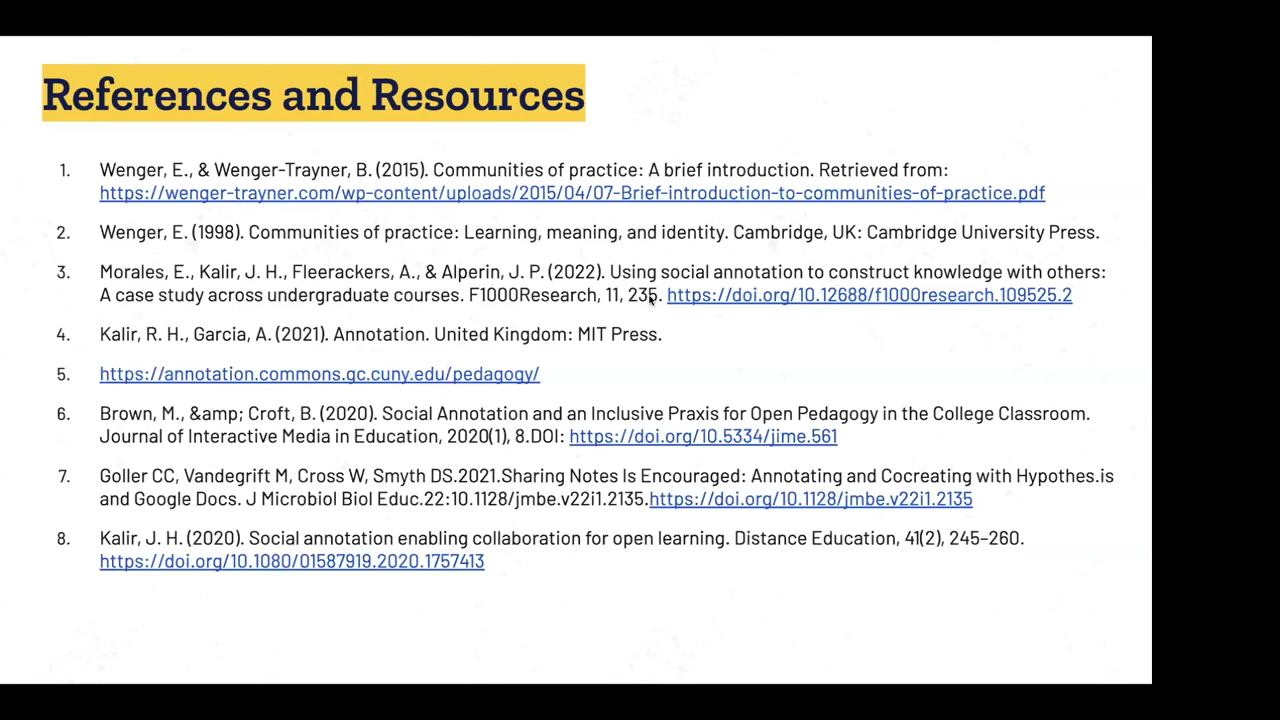 References and Resources
1. Wenger, E., & Wenger-Trayner, B. (2015). Communities of practice: A brief introduction. Retrieved from:
https://wenger-trayner.com/wp-content/uploads/2015/04/07-Brief-introduction-to-communities-of-practice.pdf
2. Wenger, E. (1998). Communities of practice: Learning, meaning, and identity. Cambridge, UK: Cambridge University Press.
3. Morales, E., Kalir, J. H., Fleerackers, A., & Alperin, J. P. (2022). Using social annotation to construct knowledge with others:
A case study across undergraduate courses. F1000Research, 11, 235. https://doi.org/10.12688/f1000research.109525.2
4. Kalir, R. H., Garcia, A. (2021). Annotation. United Kingdom: MIT Press.
5. https://annotation.commons.gc.cuny.edu/pedagogy/
6. Brown, M., &amp; Croft, B. (2020). Social Annotation and an Inclusive Praxis for Open Pedagogy in the College Classroom.
Journal of Interactive Media in Education, 2020(1), 8.DOI: https://doi.org/10.5334/jime.561
7. Goller CC, Vandegrift M, Cross W, Smyth DS.2021.Sharing Notes Is Encouraged: Annotating and Cocreating with Hypothes.is
and Google Docs. J Microbiol Biol Educ.22:10.1128/jmbe.v22i1.2135.https://doi.org/10.1128/jmbe.v22i1.2135
8. Kalir, J. H. (2020). Social annotation enabling collaboration for open learning. Distance Education, 41(2), 245–260.
https://doi.org/10.1080/01587919.2020.1757413